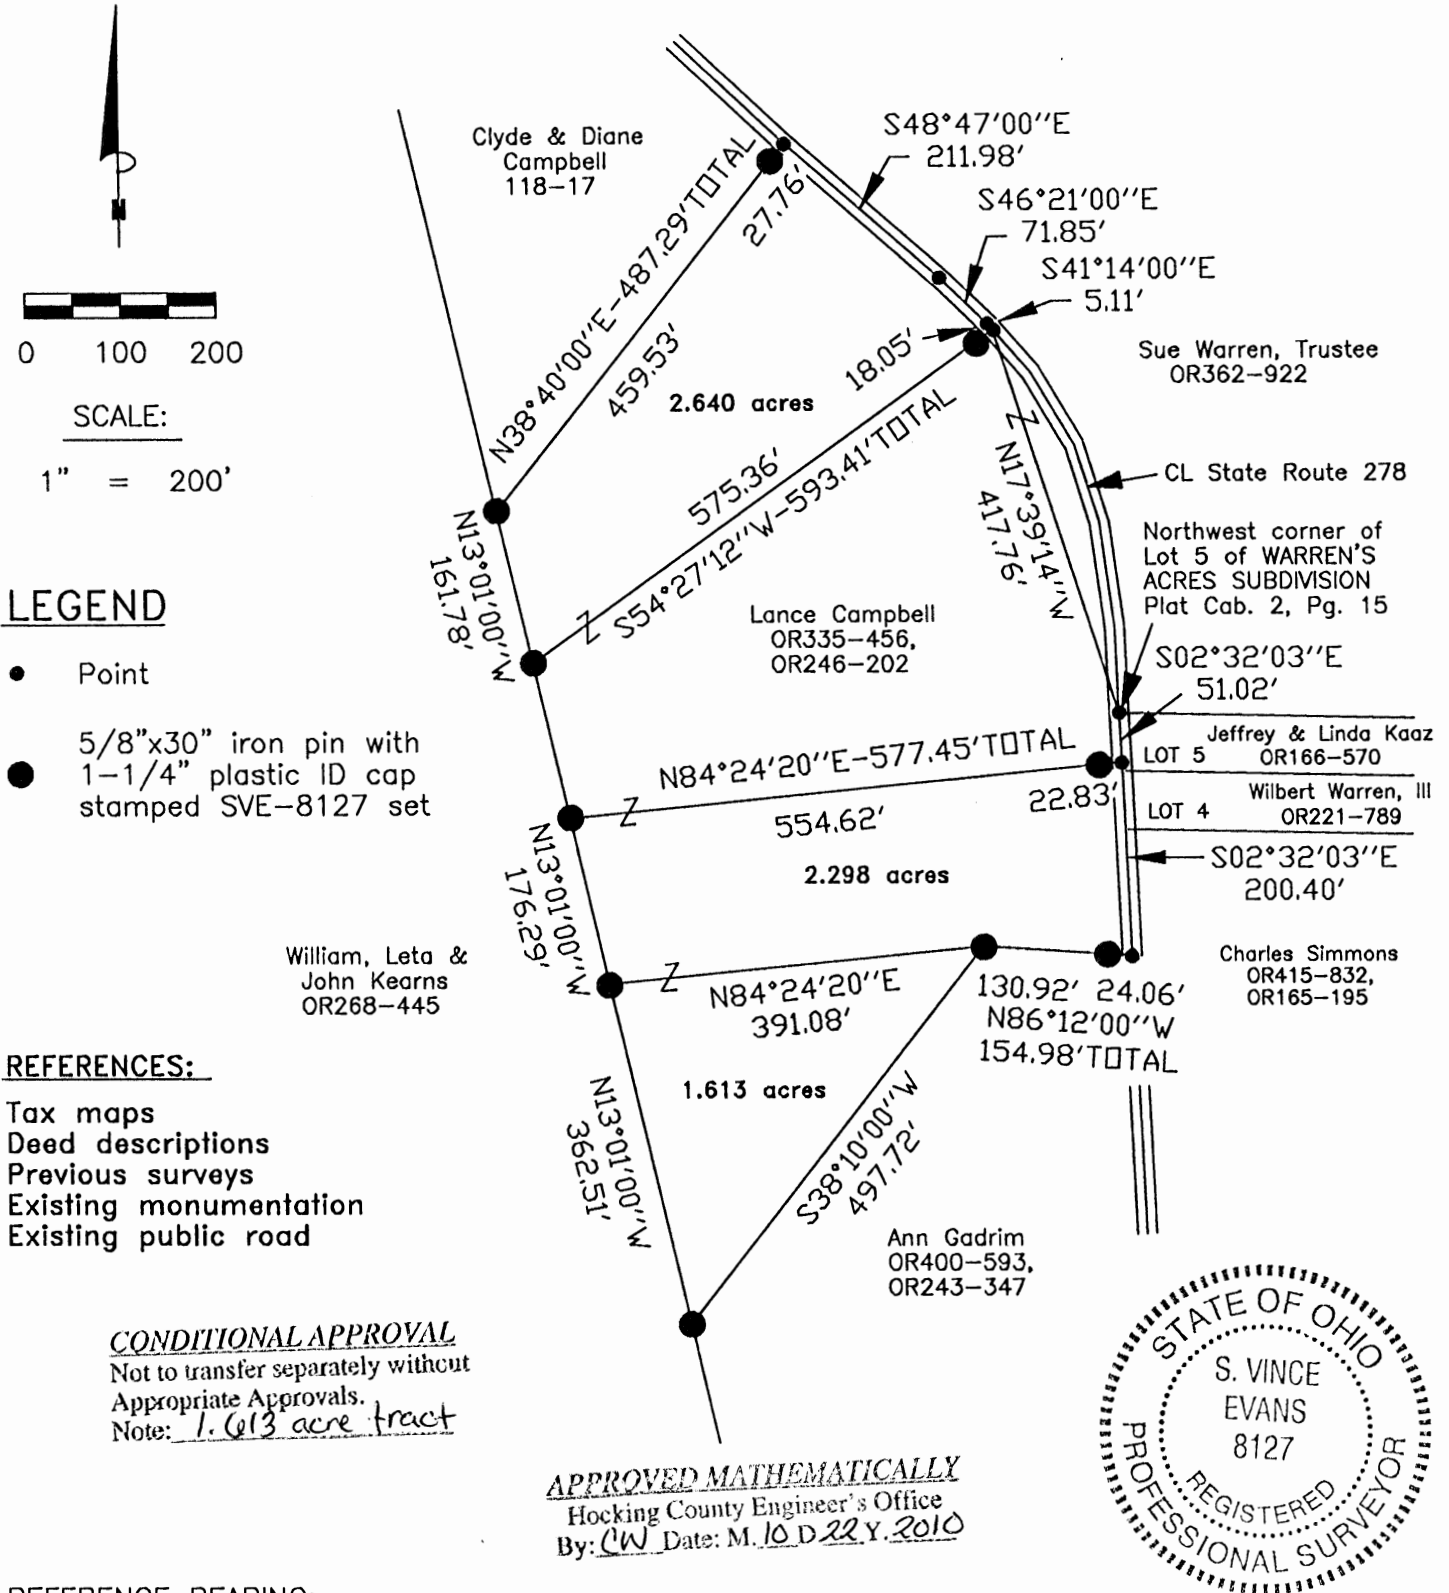 N
0 100 200
SCALE:
1" = 200'
Clyde & Diane
Campbell
118-17
N38°40'00"E-487.29'TOTAL
27.76'
459.53'
2.640 acres
S48°47'00"E
211.98'
S46°21'00"E
71.85'
S41°14'00"E
5.11'
18.05'
Sue Warren, Trustee
OR362-922
575.36'
S54°27'12"W-593.41'TOTAL
N13°01'00"W
161.78'
CL State Route 278
N17°39'14"W
417.76'
Northwest corner of
Lot 5 of WARREN'S
ACRES SUBDIVISION
Plat Cab. 2, Pg. 15
LEGEND
Point
5/8"x30" iron pin with
1-1/4" plastic ID cap
stamped SVE-8127 set
Lance Campbell
OR335-456,
OR246-202
S02°32'03"E
51.02'
Z
Z
Z
Z
N84°24'20"E-577.45'TOTAL
554.62'
22.83'
LOT 5
Jeffrey & Linda Kaaz
OR166-570
LOT 4
Wilbert Warren, III
OR221-789
N13°01'00"W
176.29'
2.298 acres
S02°32'03"E
200.40'
William, Leta &
John Kearns
OR268-445
N84°24'20"E
391.08'
130.92' 24.06'
N86°12'00"W
154.98'TOTAL
Charles Simmons
OR415-832,
OR165-195
REFERENCES:
Tax maps
Deed descriptions
Previous surveys
Existing monumentation
Existing public road
1.613 acres
N13°01'00"W
362.51'
S38°10'00"W
497.72'
Ann Gadrim
OR400-593,
OR243-347
CONDITIONAL APPROVAL
Not to transfer separately without
Appropriate Approvals.
Note: 1.613 acre tract
APPROVED MATHEMATICALLY
Hocking County Engineer's Office
By: CW Date: M. 10 D 22 Y. 2010
STATE OF OHIO
S. VINCE
EVANS
8127
REGISTERED
PROFESSIONAL SURVEYOR
REFERENCE BEARING: